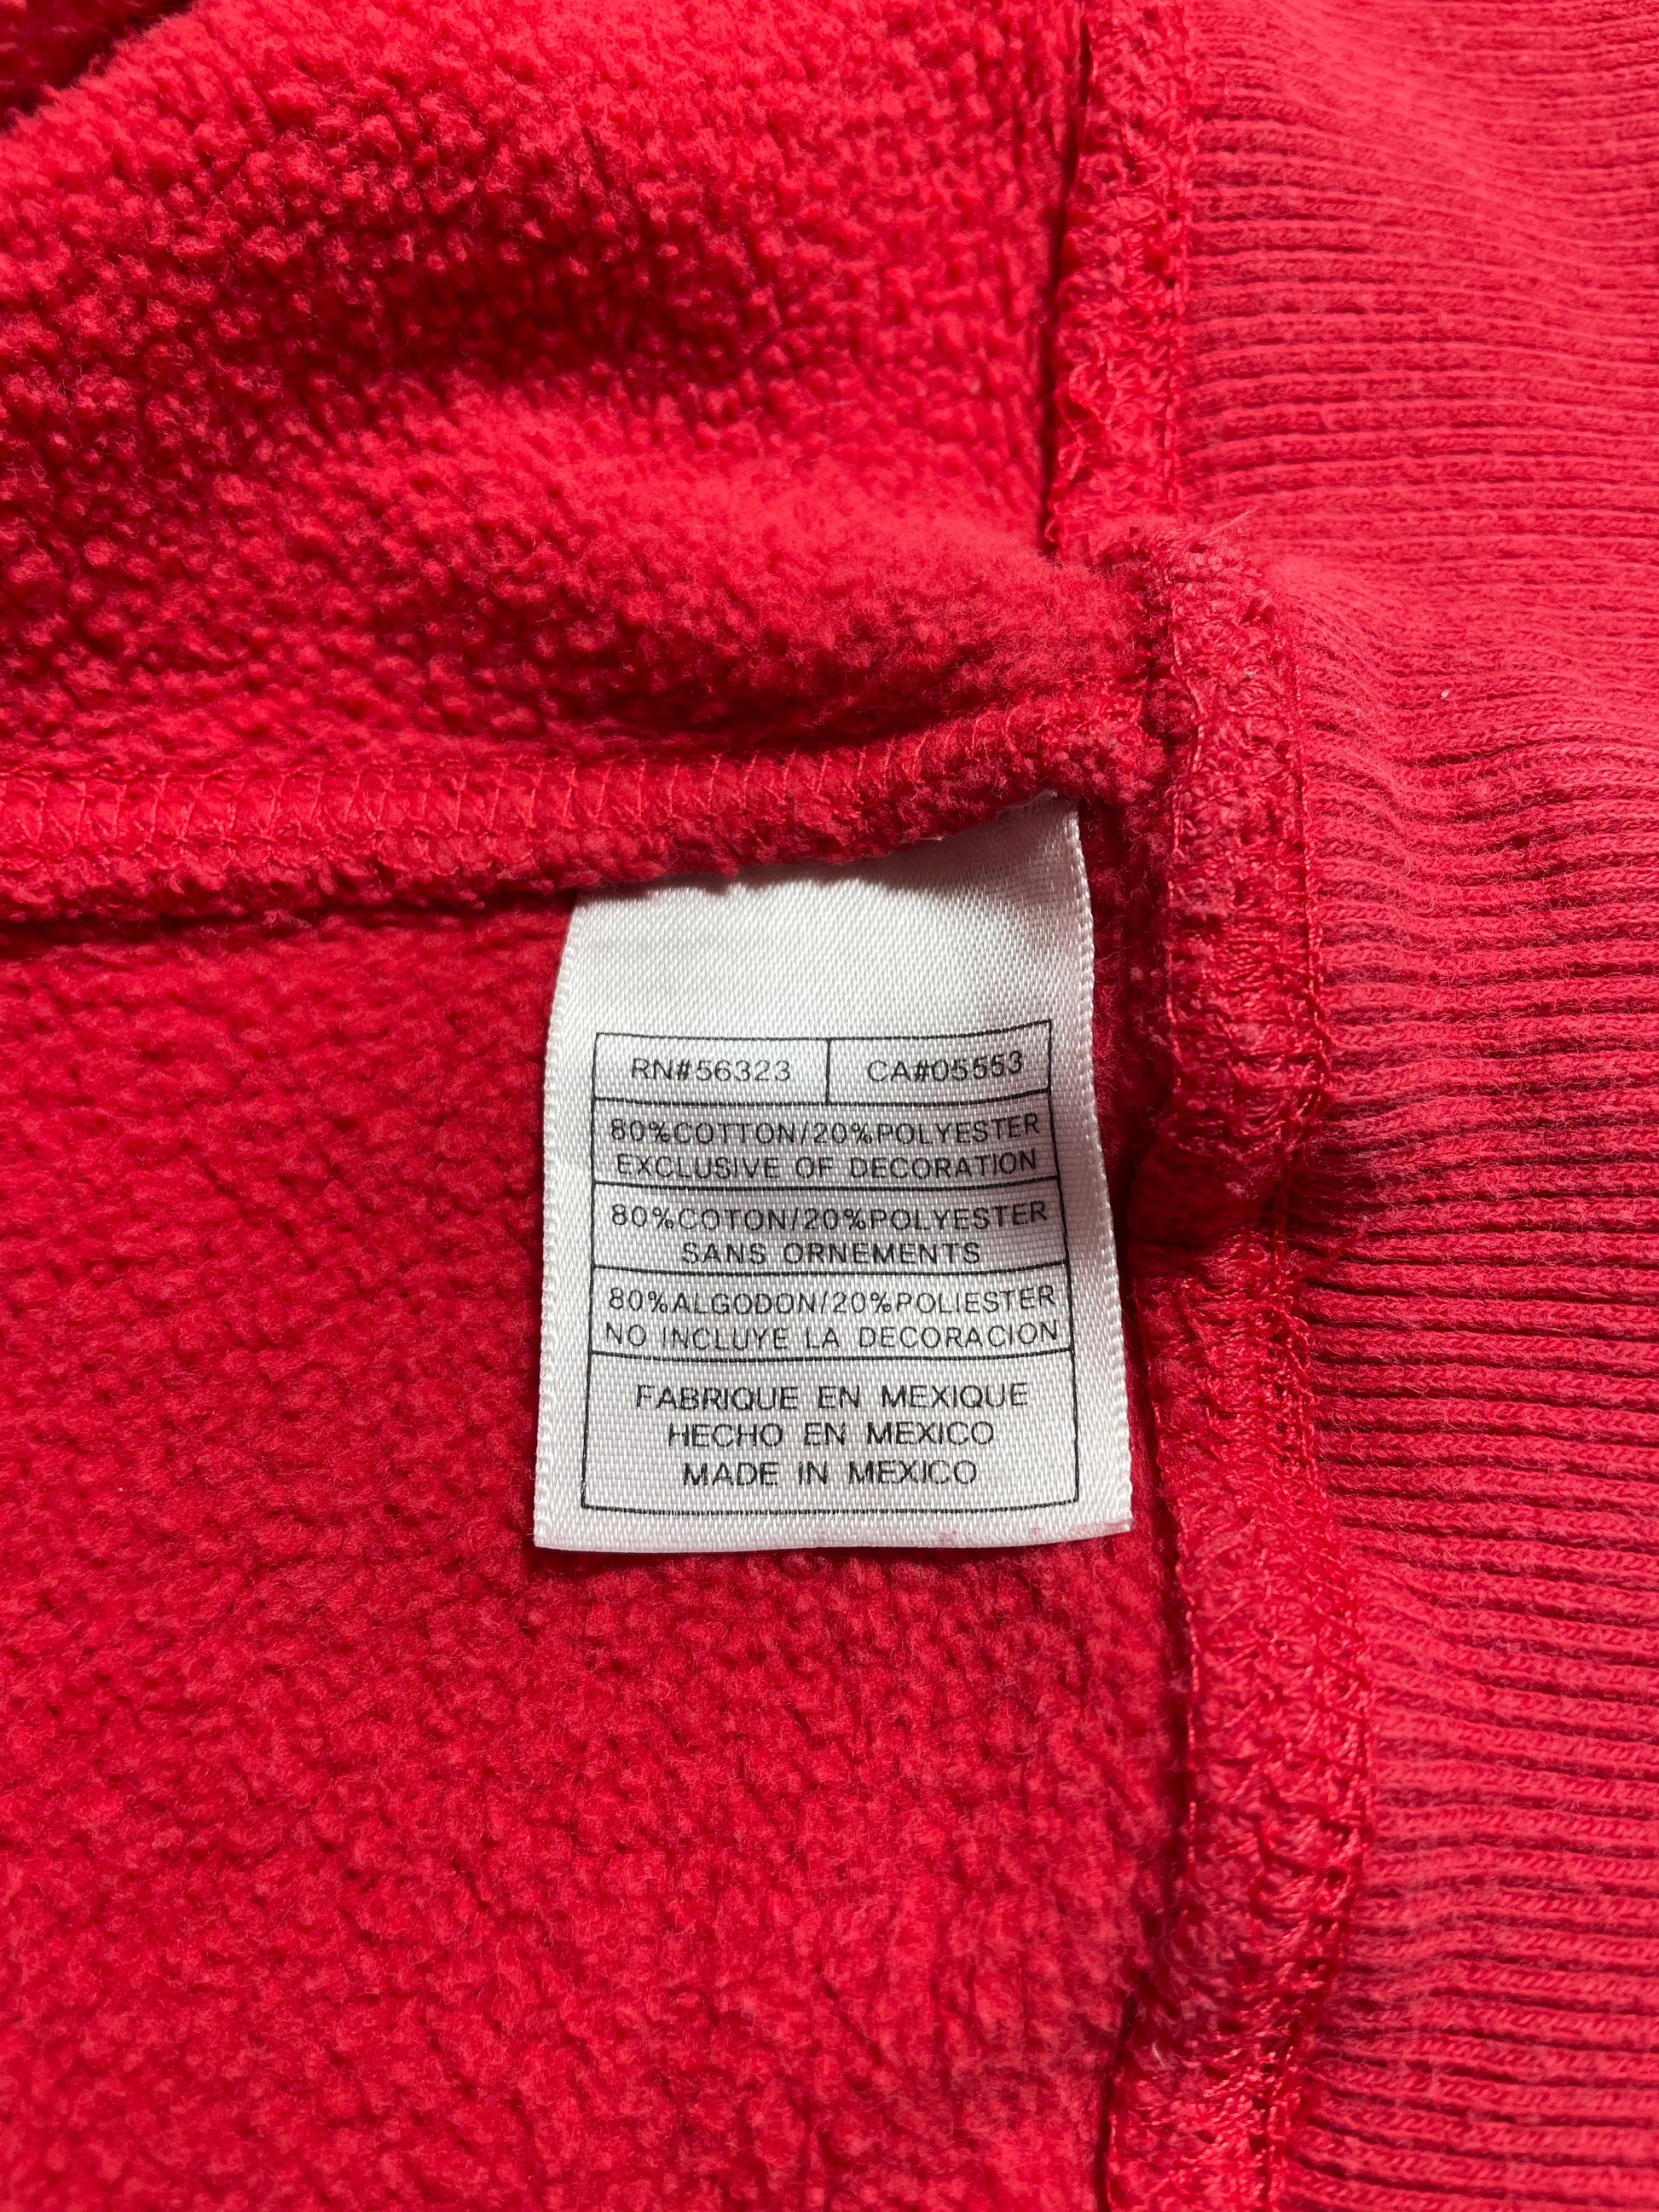 RN#56323 CA#05553
80%COTTON/20%POLYESTER
EXCLUSIVE OF DECORATION
80%COTON/20%POLYESTER
SANS ORNEMENTS
80%ALGODON/20%POLIESTER
NO INCLUYE LA DECORACION
FABRIQUE EN MEXIQUE
HECHO EN MEXICO
MADE IN MEXICO